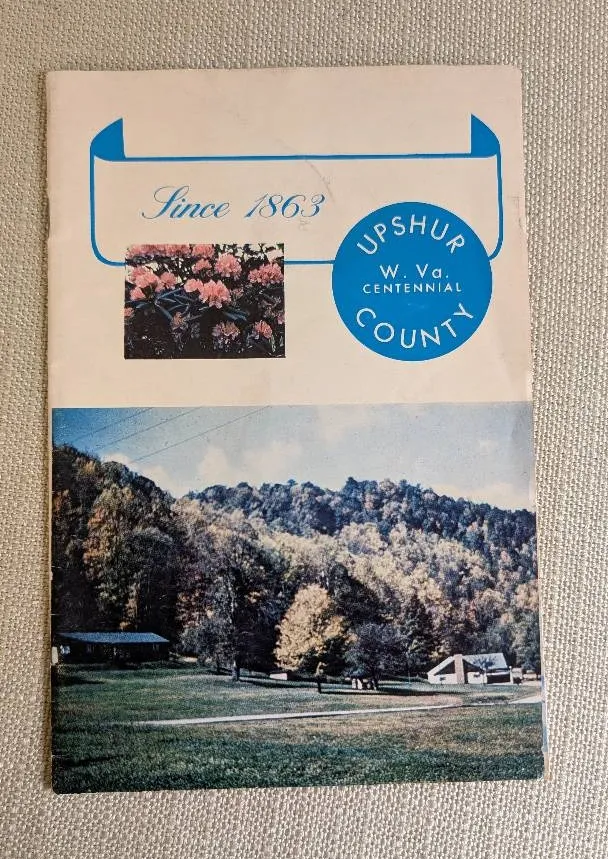 Since 1863
UPSHUR
W. Va.
CENTENNIAL
COUNTY